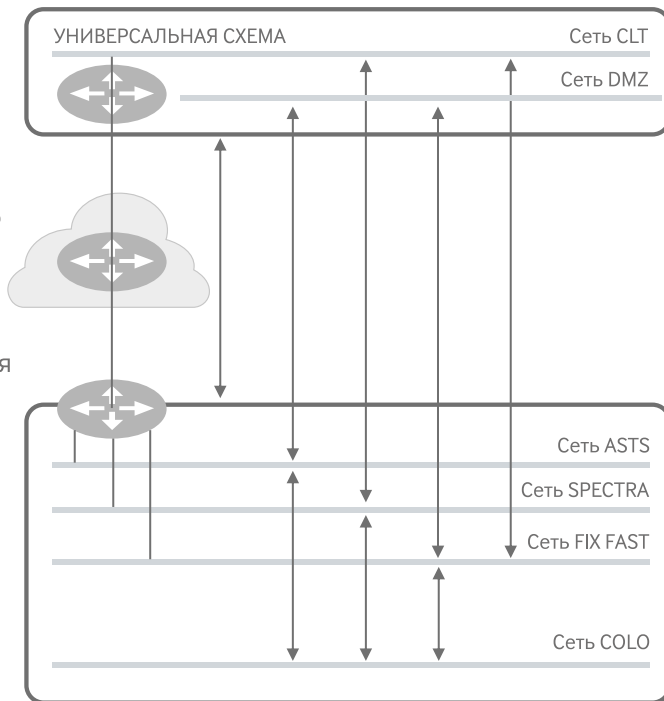 УНИВЕРСАЛЬНАЯ СХЕМА
Сеть CLT
Сеть DMZ
я
Сеть ASTS
Сеть SPECTRA
Сеть FIX FAST
Сеть COLO